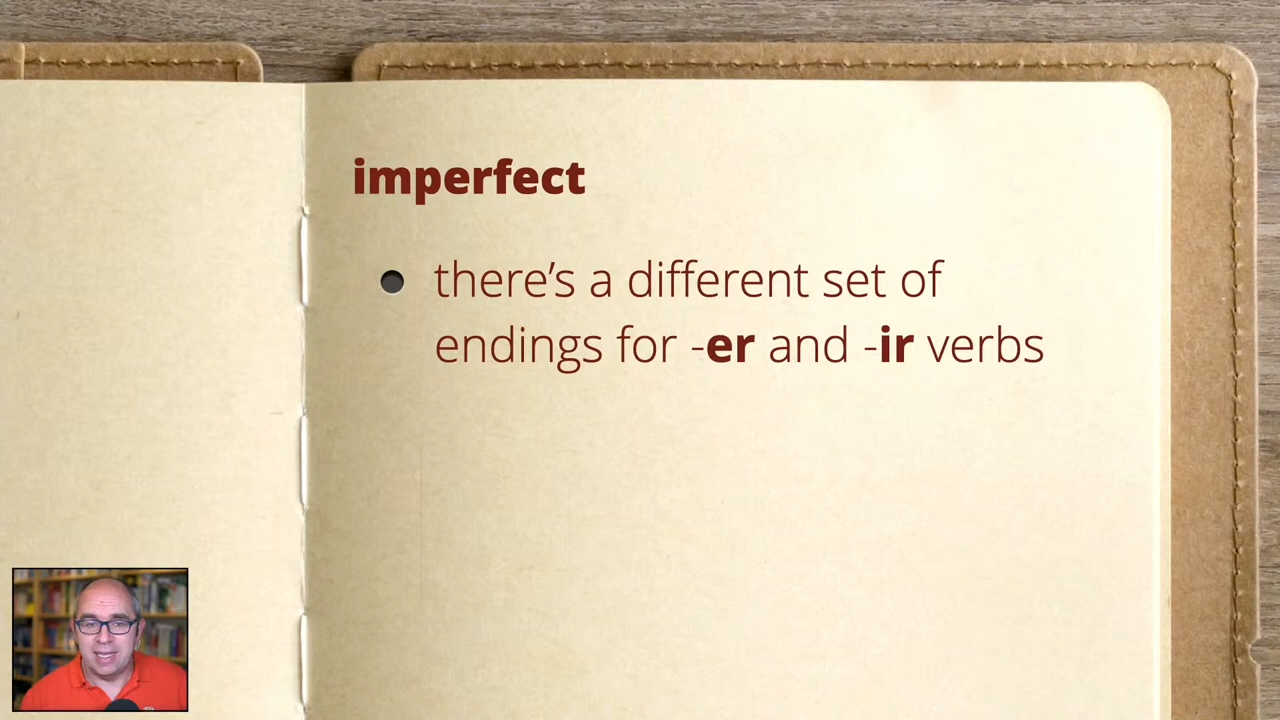 imperfect
there’s a different set of
endings for -er and -ir verbs